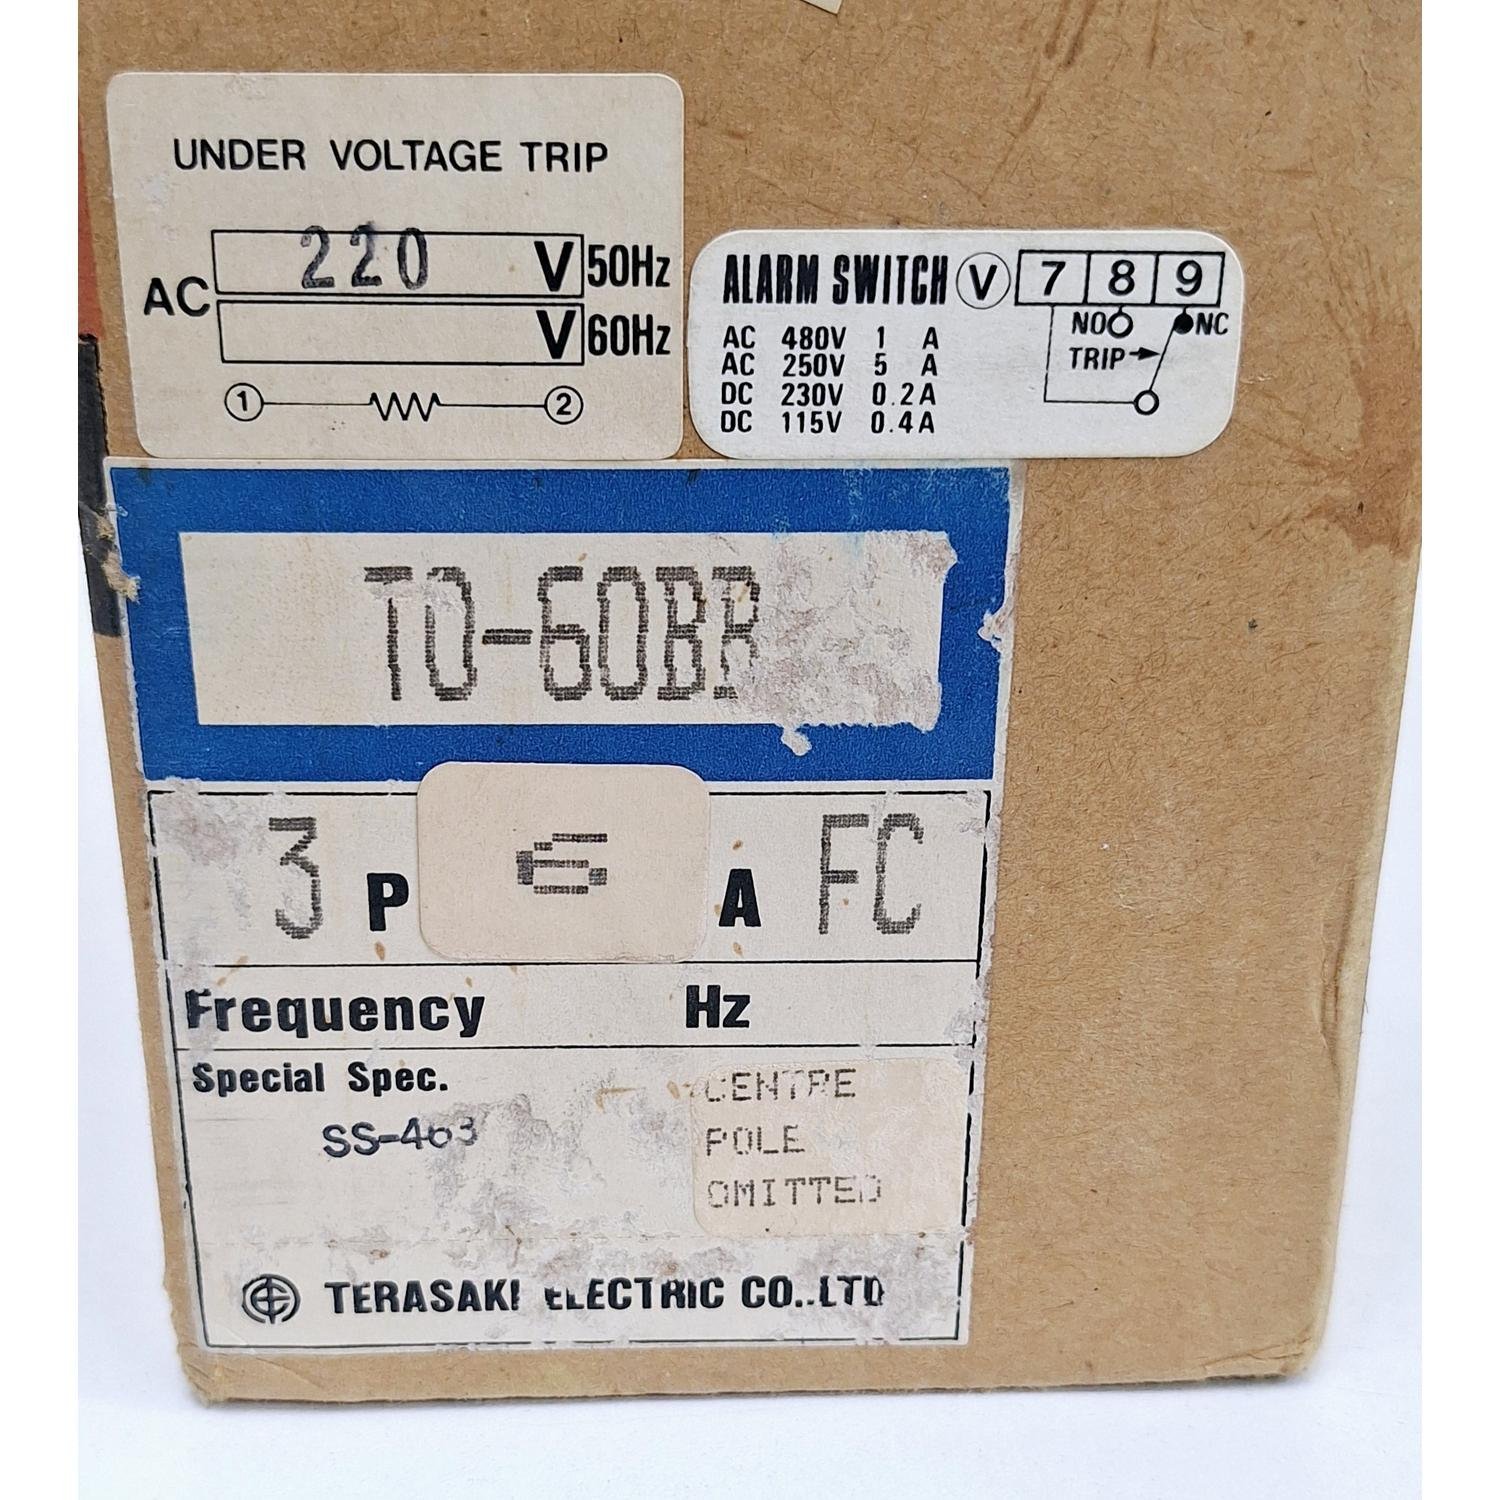 UNDER VOLTAGE TRIP
AC 220 V 50Hz
V 60Hz
1 2
ALARM SWITCH V 7 8 9
AC 480V 1 A
AC 250V 5 A
DC 230V 0.2A
DC 115V 0.4A
NO NC
TRIP
TO-60BB
3 P 6 A FC
Frequency Hz
Special Spec.
SS-463
CENTRE
POLE
OMITTED
TERASAKI ELECTRIC CO.,LTD